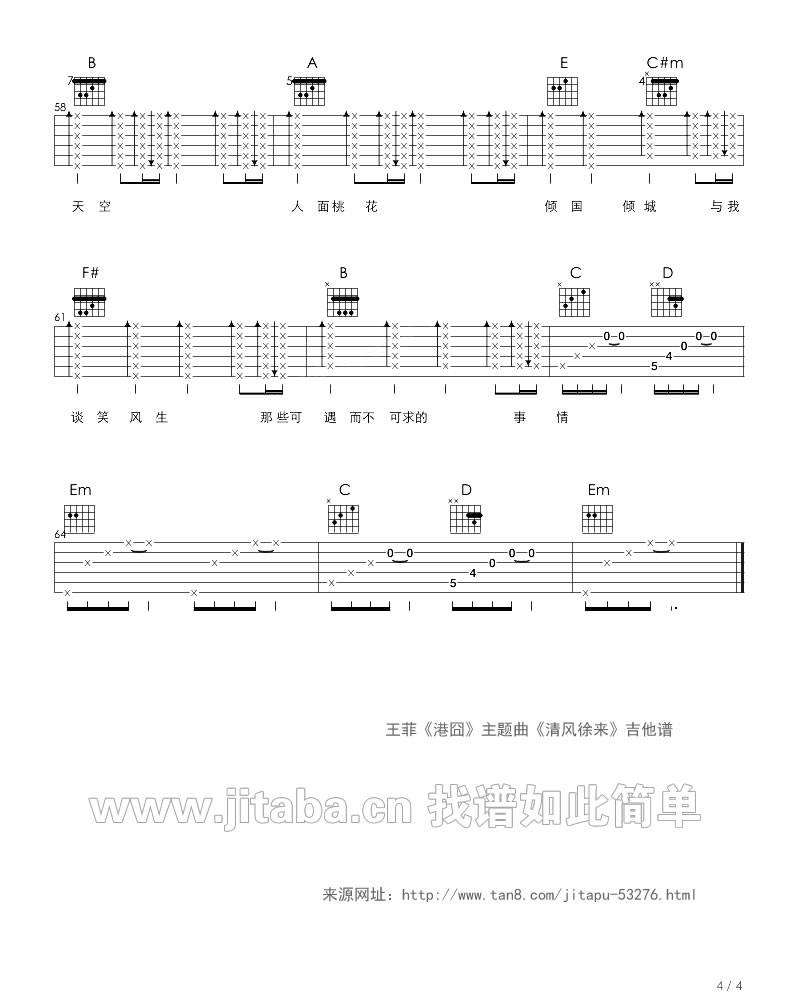 B A E C#m
7 5 4
58
天 空 人 面桃 花 倾 国 倾 城 与 我
F# B C D
61
0 0 0 0 0 4 5
谈 笑 风 生 那 些可 遇 而不 可求的 事 情
Em C D Em
64
0 0 5 4 0 0 0
王菲《港囧》主题曲《清风徐来》吉他谱
www.jitaba.cn 找谱如此简单
来源网址：http://www.tan8.com/jitapu-53276.html
4 / 4